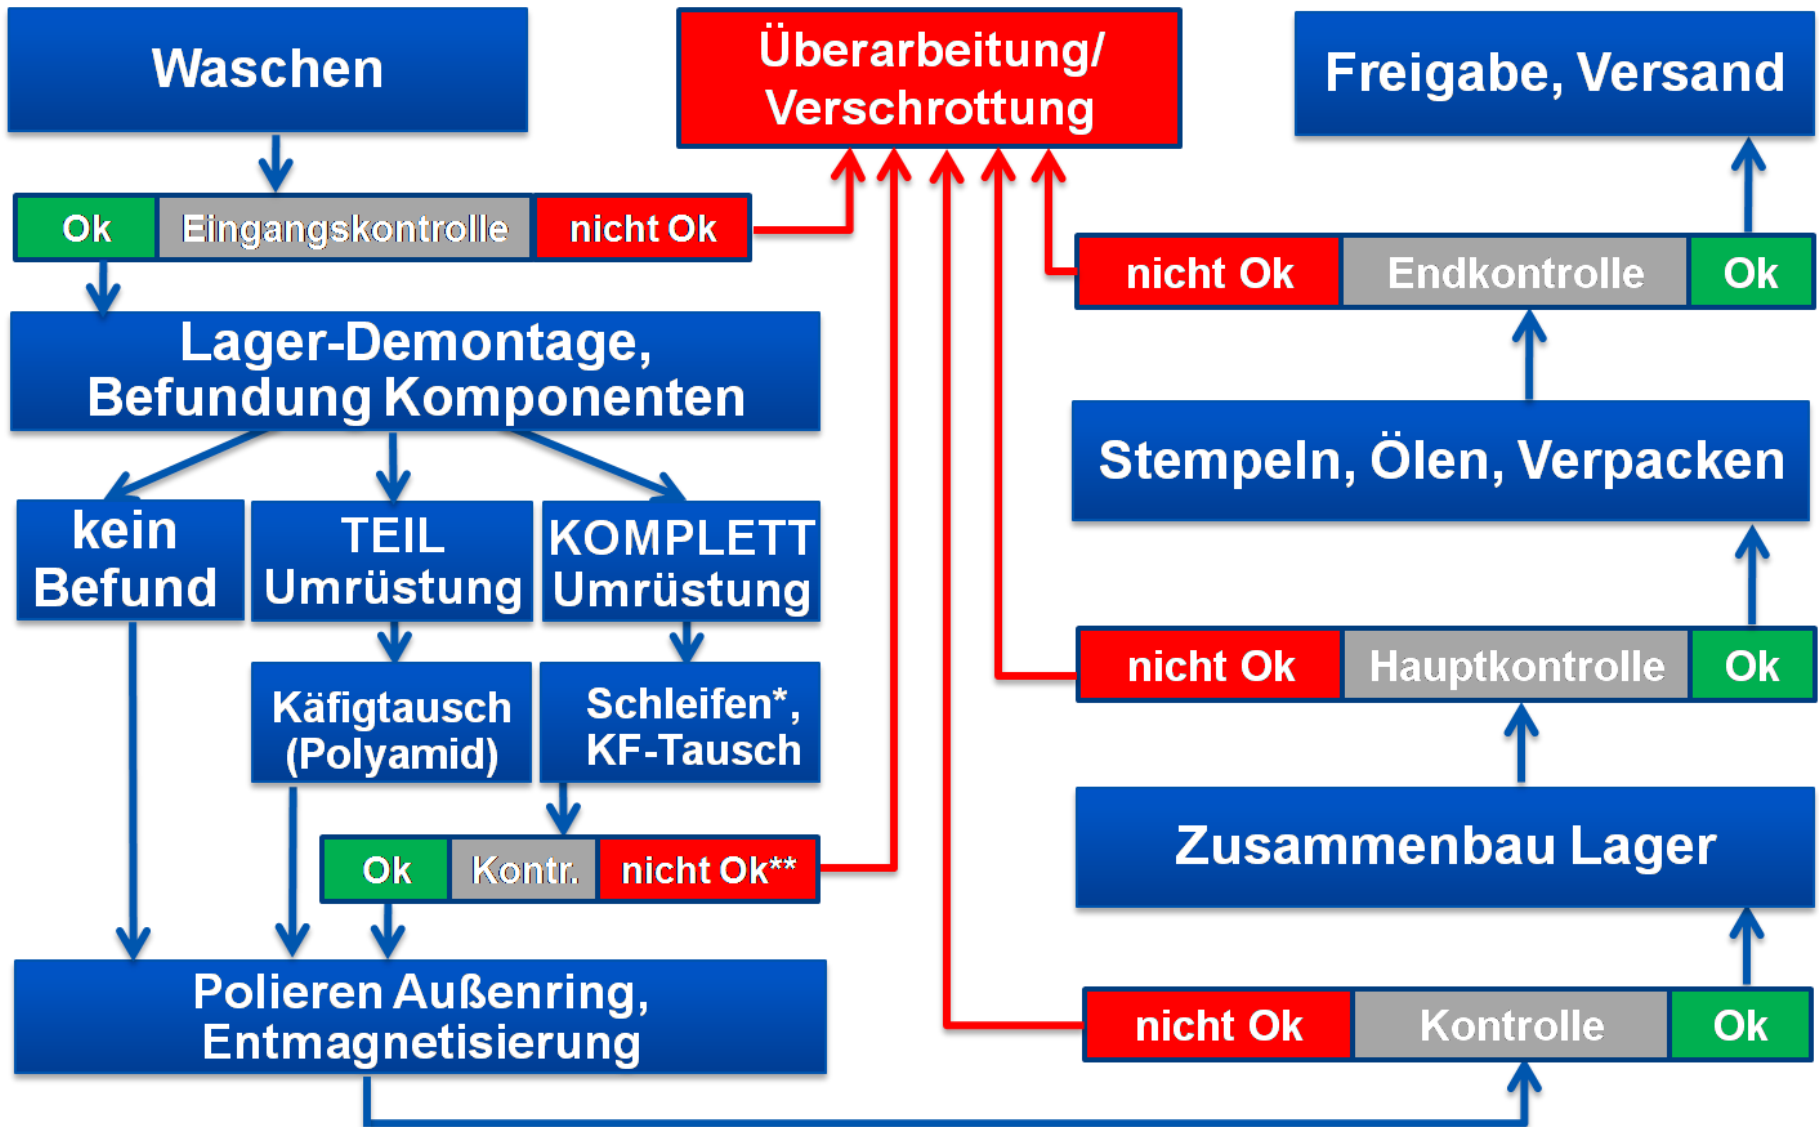 Waschen
Ok Eingangskontrolle nicht Ok
Lager-Demontage,
Befundung Komponenten
kein
Befund
TEIL
Umrüstung
KOMPLETT
Umrüstung
Käfigtausch
(Polyamid)
Schleifen*,
KF-Tausch
Ok Kontr. nicht Ok**
Polieren Außenring,
Entmagnetisierung
Überarbeitung/
Verschrottung
Freigabe, Versand
nicht Ok Endkontrolle Ok
Stempeln, Ölen, Verpacken
nicht Ok Hauptkontrolle Ok
Zusammenbau Lager
nicht Ok Kontrolle Ok